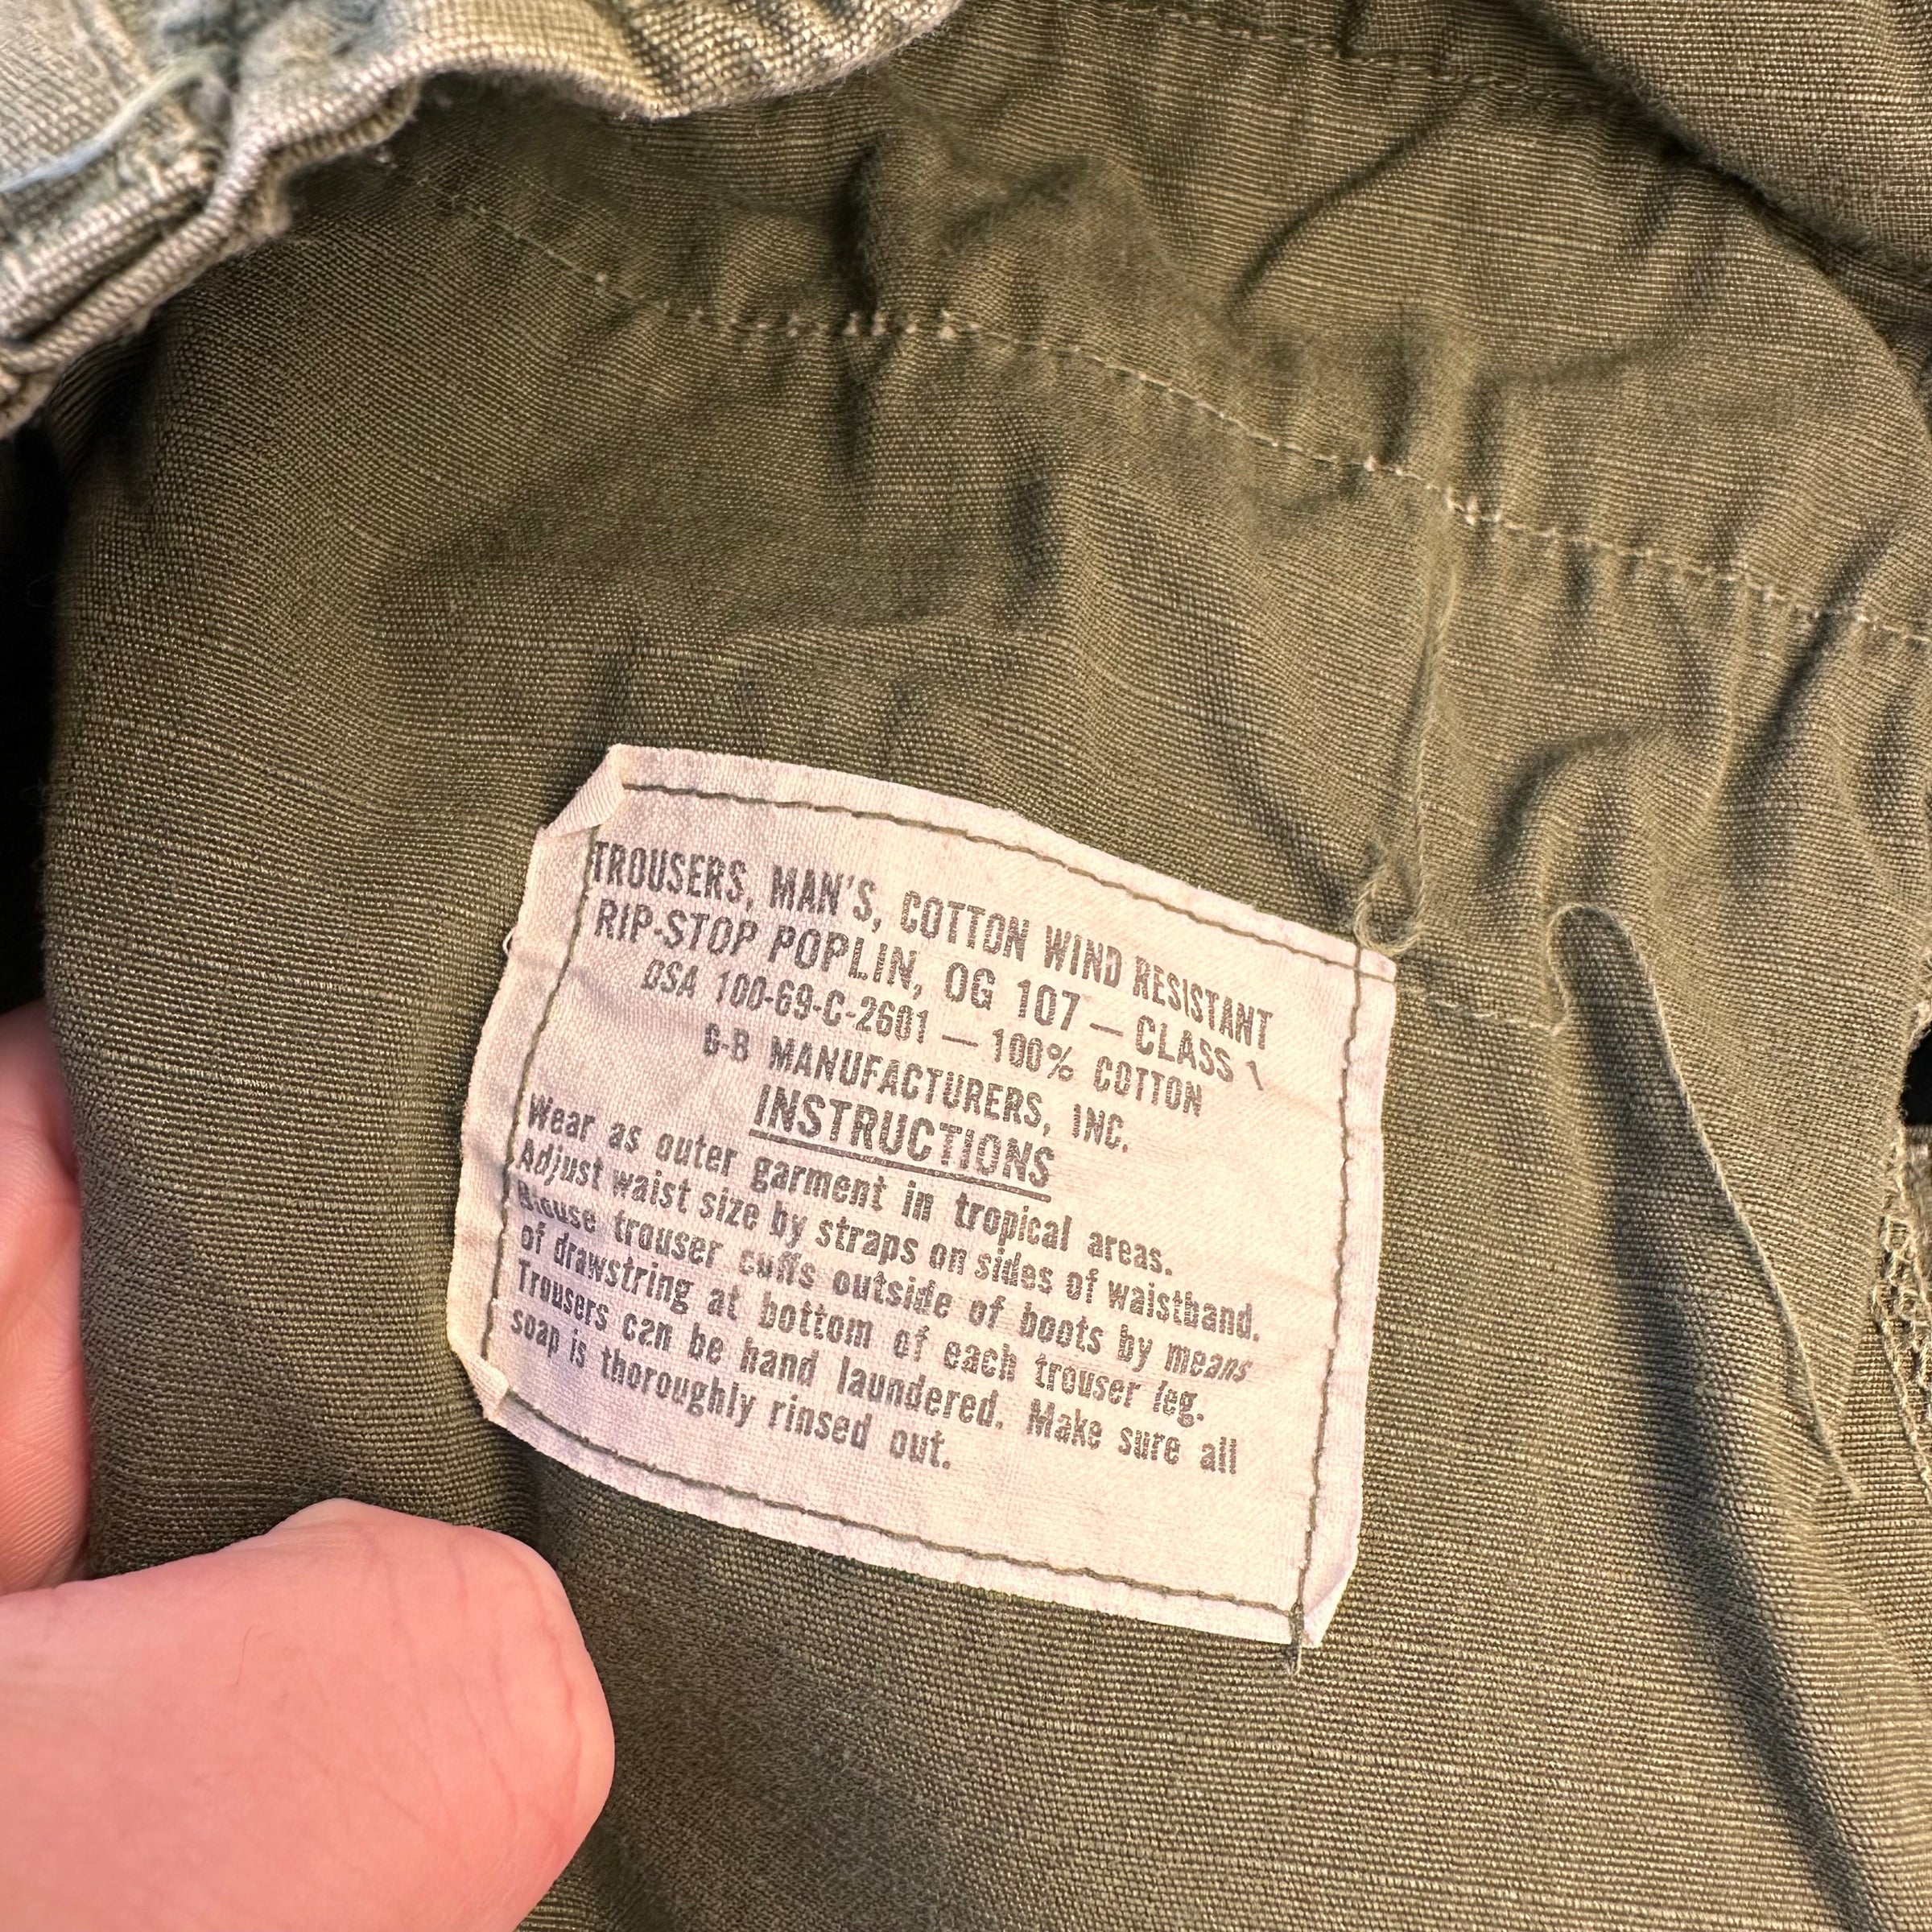 TROUSERS, MAN'S, COTTON WIND RESISTANT
RIP-STOP POPLIN, OG 107 — CLASS 1
DSA 100-69-C-2601 — 100% COTTON
MANUFACTURERS, INC.
INSTRUCTIONS
Wear as outer garment in tropical areas.
Adjust waist size by straps on sides of waistband.
Blouse trouser cuffs outside of boots by means
of drawstring at bottom of each trouser leg.
Trousers can be hand laundered. Make sure all
soap is thoroughly rinsed out.